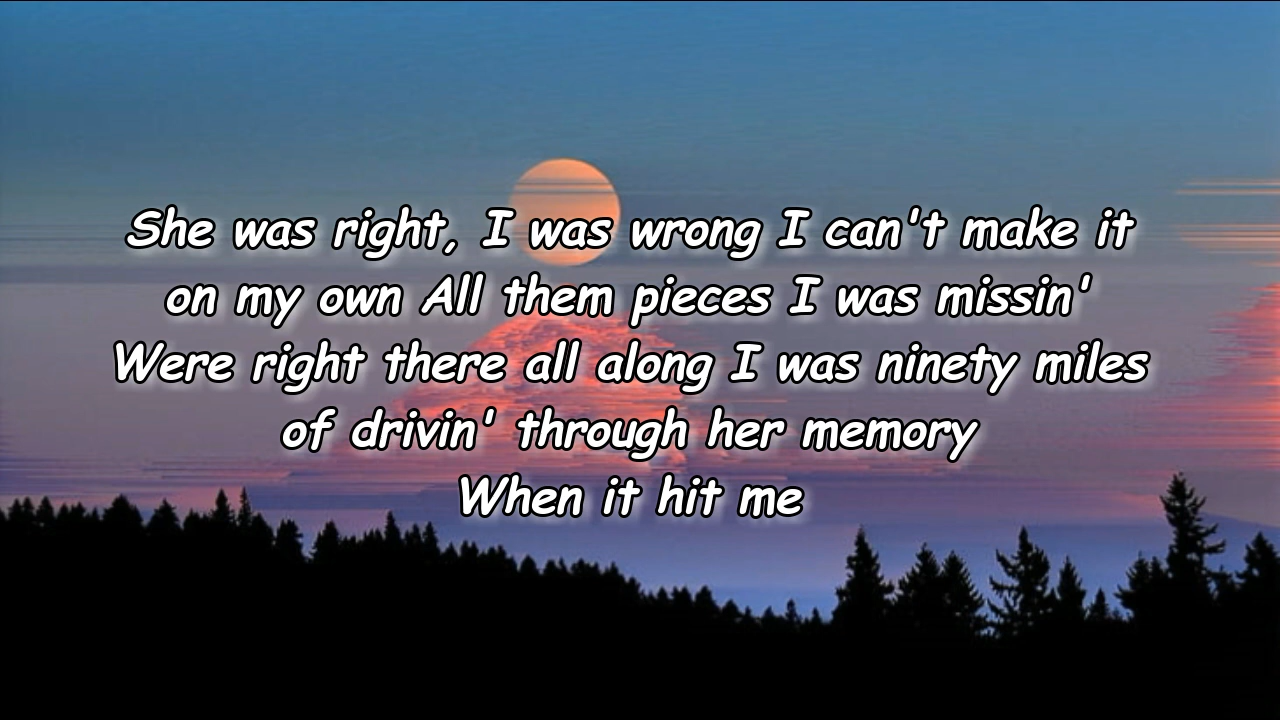 She was right, I was wrong I can't make it
on my own All them pieces I was missin'
Were right there all along I was ninety miles
of drivin' through her memory
When it hit me